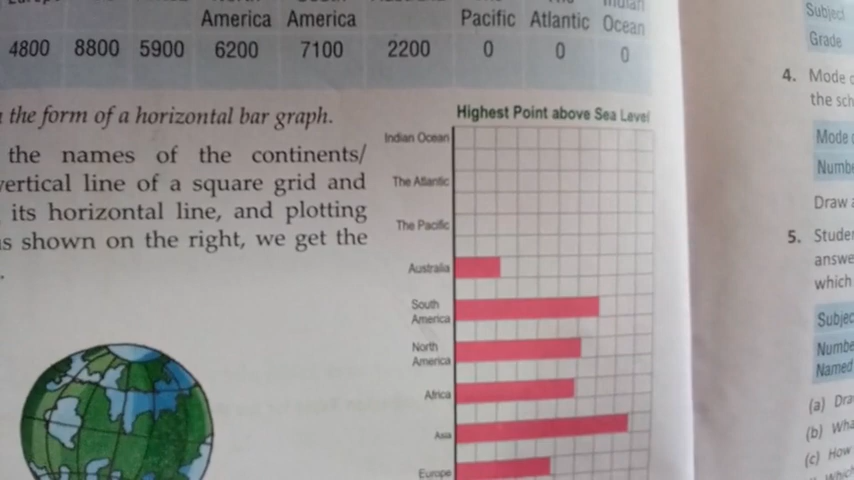 America America
Pacific Atlantic Ocean
4800 8800 5900 6200 7100 2200 0 0 0
the form of a horizontal bar graph.
the names of the continents/
vertical line of a square grid and
its horizontal line, and plotting
shown on the right, we get the
.
Highest Point above Sea Level
Indian Ocean
The Atlantic
The Pacific
Australia
South
America
North
America
Africa
Asia
Europe
Subject
Grade
4. Mode
the sch
Mode
Numbe
Draw a
5. Studen
answe
which
Subjec
Numbe
Named
(a) Dra
(b) Wha
(c) How
Which